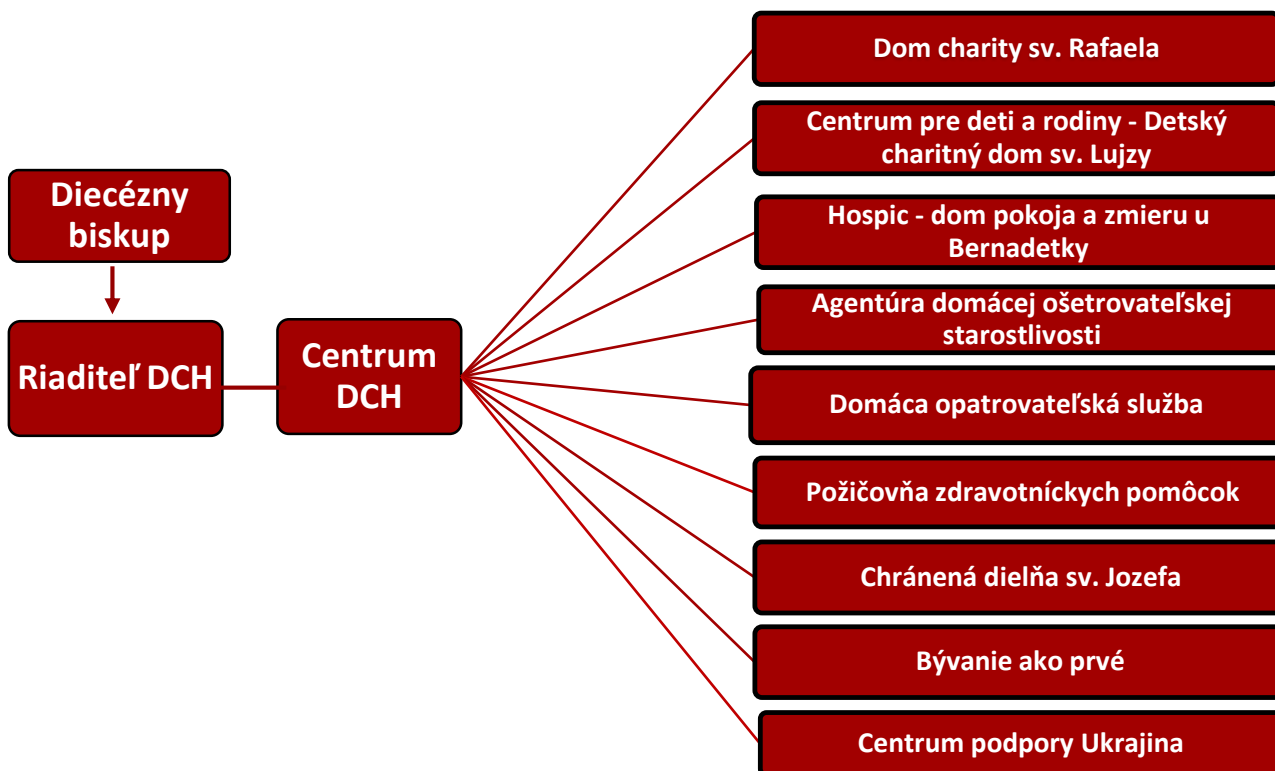 Diecézny
biskup
Riaditeľ DCH
Centrum
DCH
Dom charity sv. Rafaela
Centrum pre deti a rodiny - Detský
charitný dom sv. Lujzy
Hospic - dom pokoja a zmieru u
Bernadetky
Agentúra domácej ošetrovateľskej
starostlivosti
Domáca opatrovateľská služba
Požičovňa zdravotníckych pomôcok
Chránená dielňa sv. Jozefa
Bývanie ako prvé
Centrum podpory Ukrajina